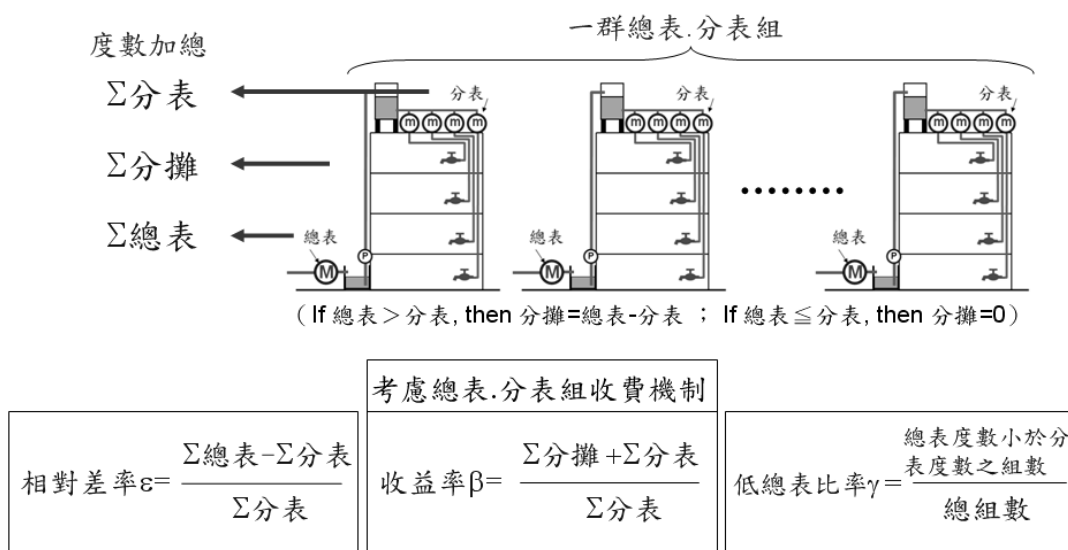 一群總表.分表組
度數加總
Σ分表
Σ分攤
Σ總表
分表
m m m m
總表
P
M
分表
m m m m
總表
P
M
........
分表
m m m m
總表
P
M
（If 總表＞分表, then 分攤=總表-分表 ； If 總表≦分表, then 分攤=0）
考慮總表.分表組收費機制
相對差率ε=
Σ總表-Σ分表
Σ分表
收益率β=
Σ分攤+Σ分表
Σ分表
低總表比率γ=
總表度數小於分
表度數之組數
總組數